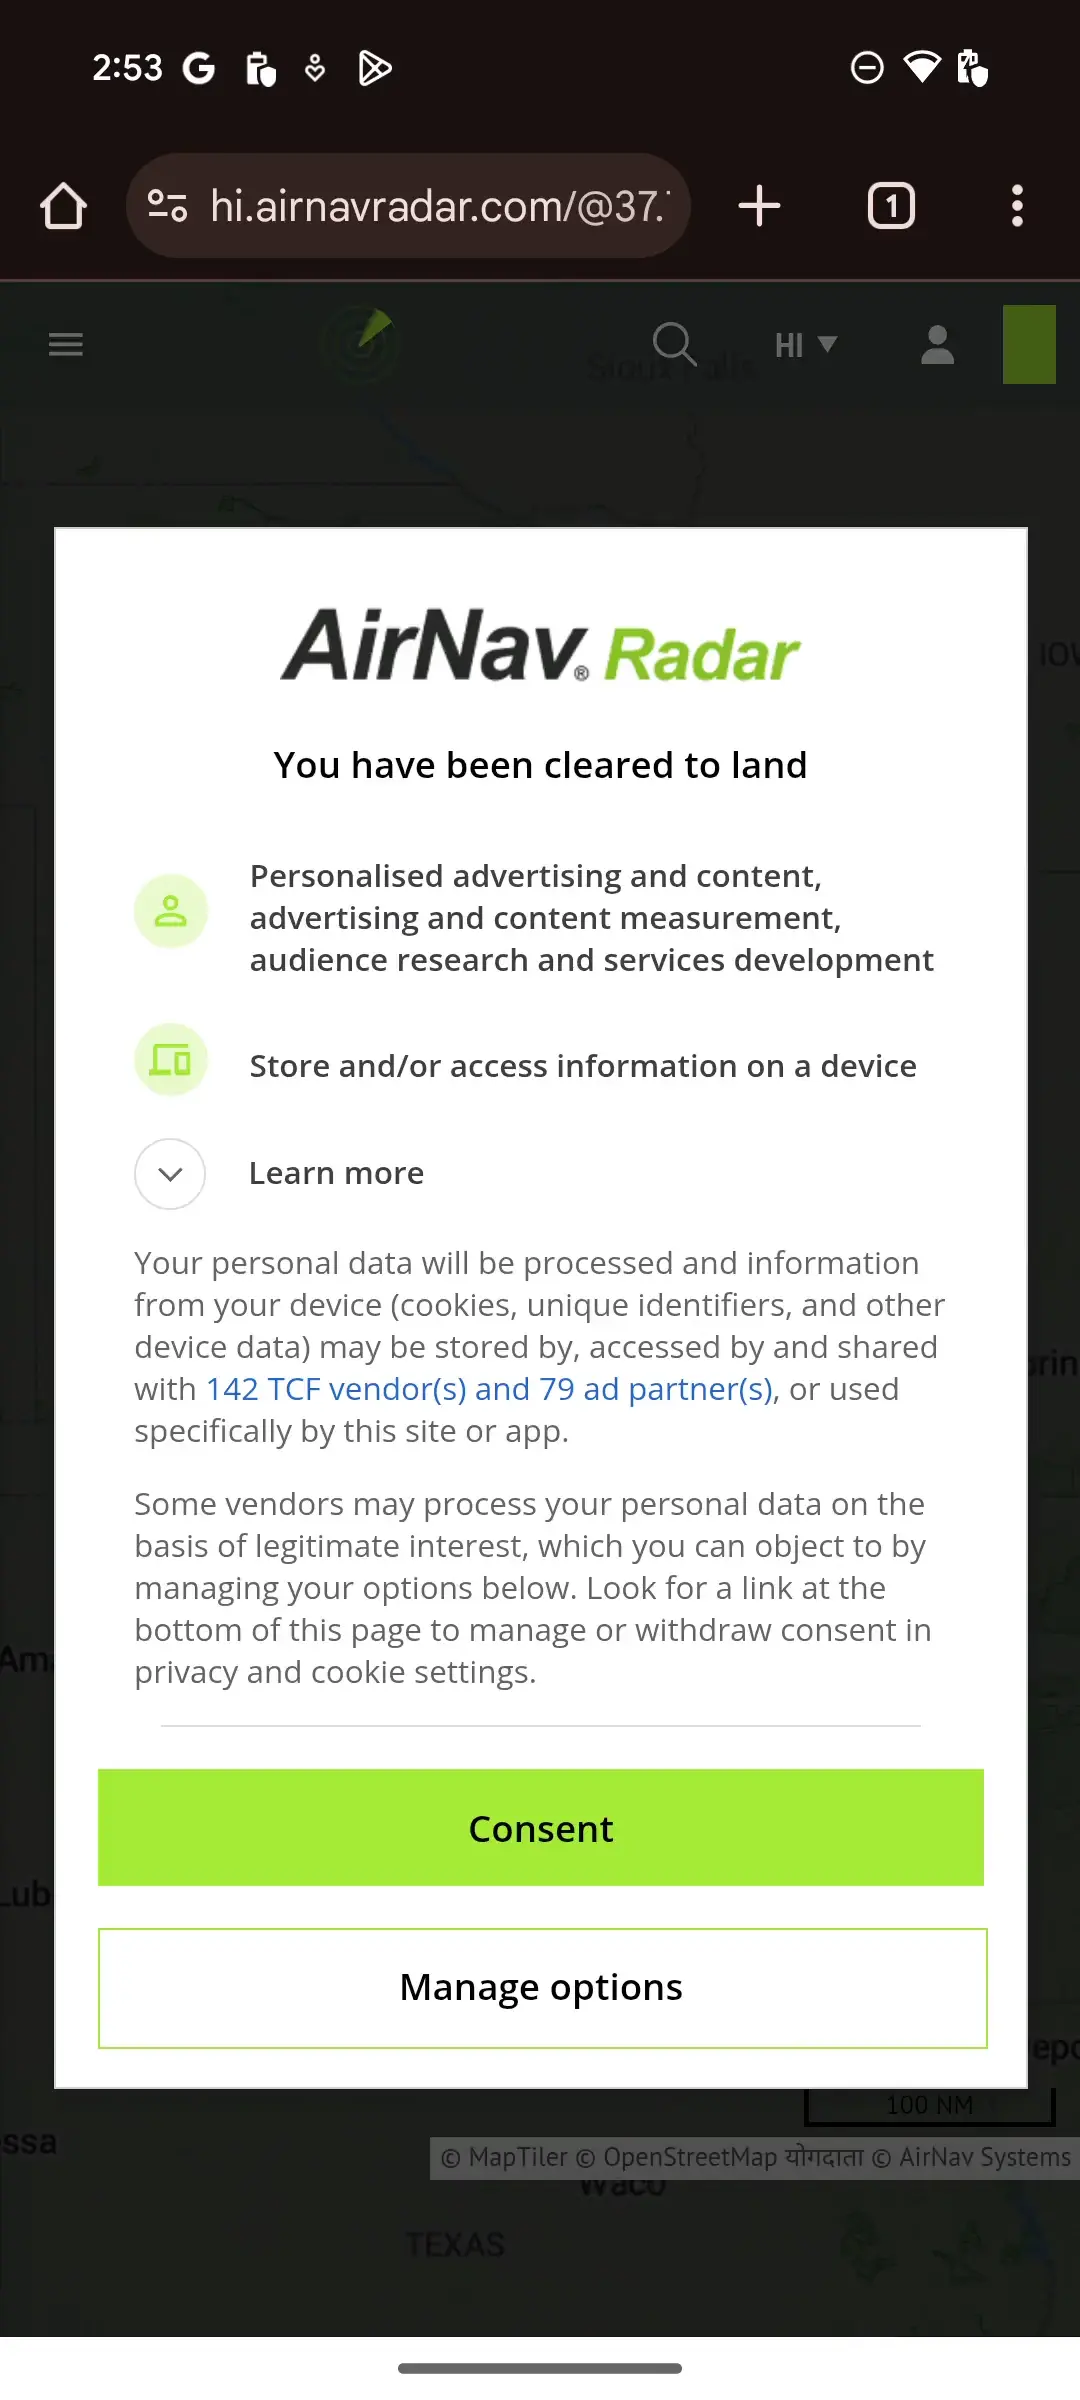 2:53
hi.airnavradar.com/@37.
1
Sioux Falls
HI ▼
AirNav® Radar
You have been cleared to land
Personalised advertising and content,
advertising and content measurement,
audience research and services development
Store and/or access information on a device
Learn more
Your personal data will be processed and information
from your device (cookies, unique identifiers, and other
device data) may be stored by, accessed by and shared
with 142 TCF vendor(s) and 79 ad partner(s), or used
specifically by this site or app.
Some vendors may process your personal data on the
basis of legitimate interest, which you can object to by
managing your options below. Look for a link at the
bottom of this page to manage or withdraw consent in
privacy and cookie settings.
Consent
Manage options
100 NM
© MapTiler © OpenStreetMap योगदाता © AirNav Systems
Waco
TEXAS